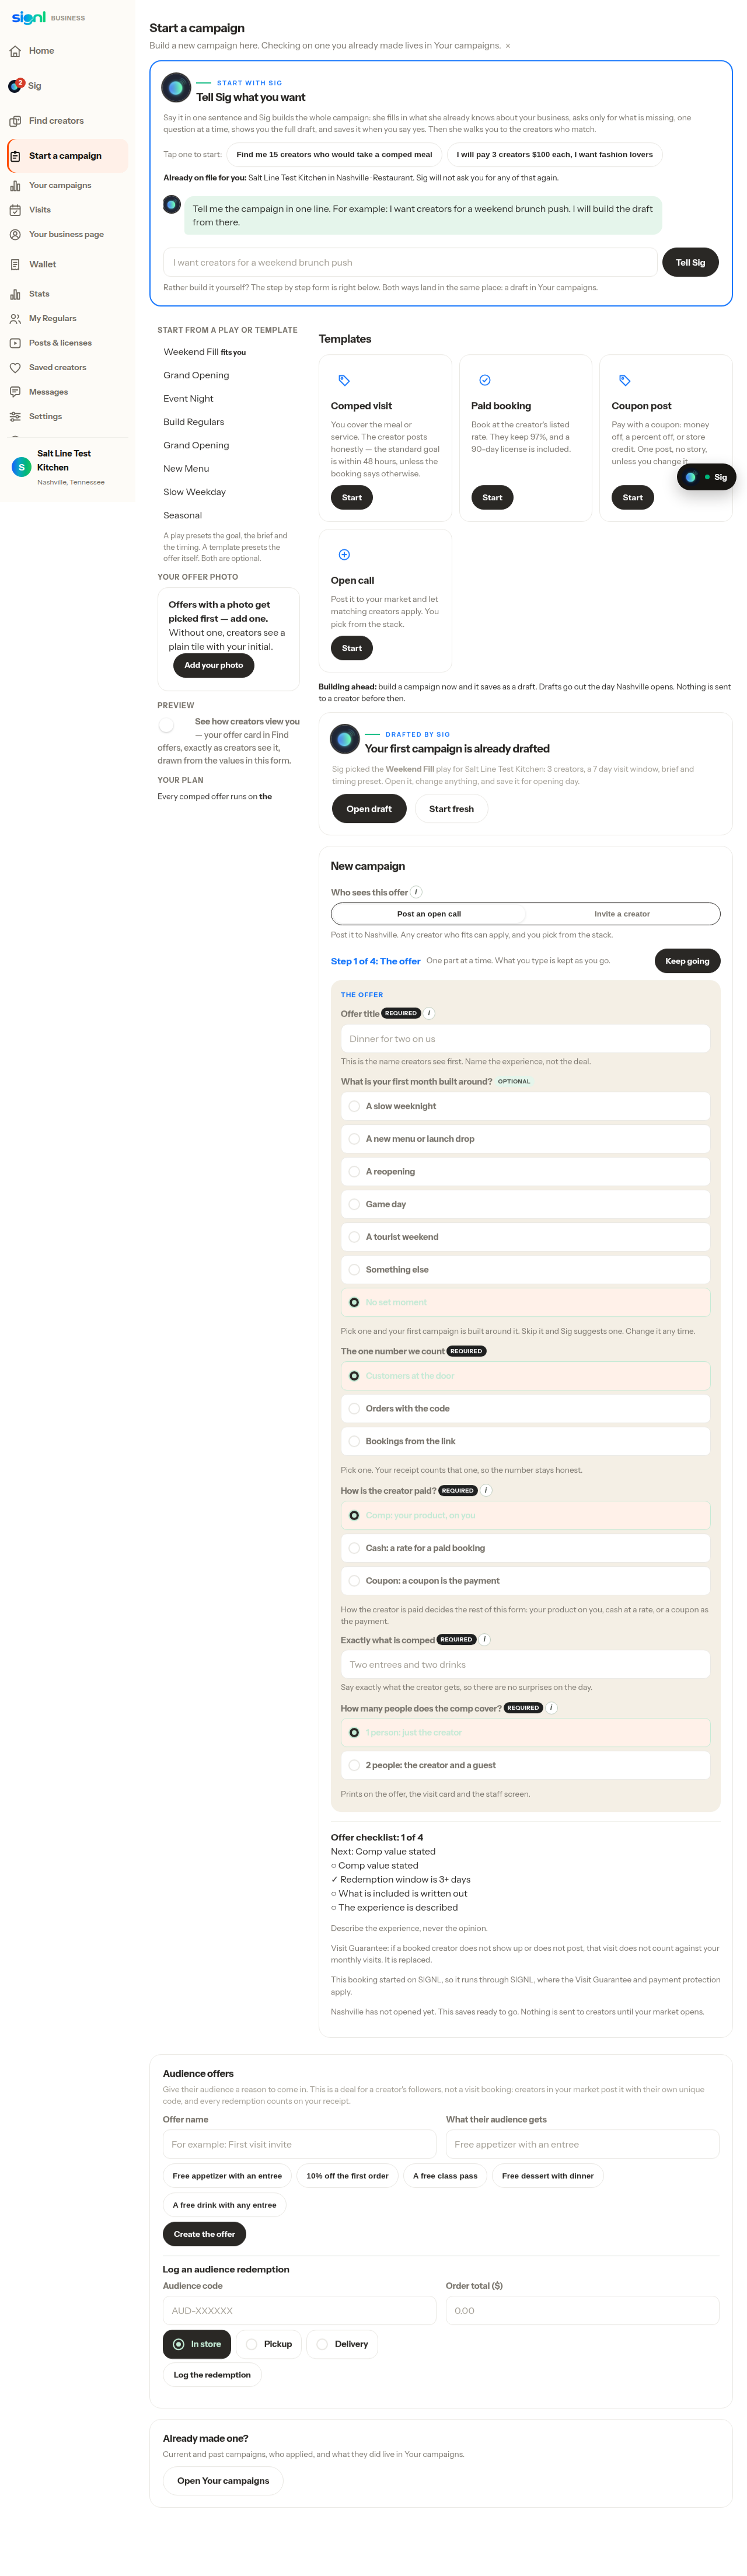 signl BUSINESS
Home
2
Sig
Find creators
Start a campaign
Your campaigns
Visits
Your business page
Wallet
Stats
My Regulars
Posts & licenses
Saved creators
Messages
Settings
S
Salt Line Test
Kitchen
Nashville, Tennessee
Start a campaign
Build a new campaign here. Checking on one you already made lives in Your campaigns. ×
START WITH SIG
Tell Sig what you want
Say it in one sentence and Sig builds the whole campaign: she fills in what she already knows about your business, asks only for what is missing, one
question at a time, shows you the full draft, and saves it when you say yes. Then she walks you to the creators who match.
Tap one to start: Find me 15 creators who would take a comped meal I will pay 3 creators $100 each, I want fashion lovers
Already on file for you: Salt Line Test Kitchen in Nashville · Restaurant. Sig will not ask you for any of that again.
Tell me the campaign in one line. For example: I want creators for a weekend brunch push. I will build the draft
from there.
I want creators for a weekend brunch push
Tell Sig
Rather build it yourself? The step by step form is right below. Both ways land in the same place: a draft in Your campaigns.
START FROM A PLAY OR TEMPLATE
Weekend Fill fits you
Grand Opening
Event Night
Build Regulars
Grand Opening
New Menu
Slow Weekday
Seasonal
A play presets the goal, the brief and
the timing. A template presets the
offer itself. Both are optional.
YOUR OFFER PHOTO
Offers with a photo get
picked first — add one.
Without one, creators see a
plain tile with your initial.
Add your photo
PREVIEW
See how creators view you
— your offer card in Find
offers, exactly as creators see it,
drawn from the values in this form.
YOUR PLAN
Every comped offer runs on the
Templates
Comped visit
You cover the meal or
service. The creator posts
honestly — the standard goal
is within 48 hours, unless the
booking says otherwise.
Start
Paid booking
Book at the creator's listed
rate. They keep 97%, and a
90-day license is included.
Start
Coupon post
Pay with a coupon: money
off, a percent off, or store
credit. One post, no story,
unless you change it.
Start
Sig
Open call
Post it to your market and let
matching creators apply. You
pick from the stack.
Start
Building ahead: build a campaign now and it saves as a draft. Drafts go out the day Nashville opens. Nothing is sent
to a creator before then.
DRAFTED BY SIG
Your first campaign is already drafted
Sig picked the Weekend Fill play for Salt Line Test Kitchen: 3 creators, a 7 day visit window, brief and
timing preset. Open it, change anything, and save it for opening day.
Open draft
Start fresh
New campaign
Who sees this offer i
Post an open call
Invite a creator
Post it to Nashville. Any creator who fits can apply, and you pick from the stack.
Step 1 of 4: The offer One part at a time. What you type is kept as you go.
Keep going
THE OFFER
Offer title REQUIRED i
Dinner for two on us
This is the name creators see first. Name the experience, not the deal.
What is your first month built around? OPTIONAL
A slow weeknight
A new menu or launch drop
A reopening
Game day
A tourist weekend
Something else
No set moment
Pick one and your first campaign is built around it. Skip it and Sig suggests one. Change it any time.
The one number we count REQUIRED
Customers at the door
Orders with the code
Bookings from the link
Pick one. Your receipt counts that one, so the number stays honest.
How is the creator paid? REQUIRED i
Comp: your product, on you
Cash: a rate for a paid booking
Coupon: a coupon is the payment
How the creator is paid decides the rest of this form: your product on you, cash at a rate, or a coupon as
the payment.
Exactly what is comped REQUIRED i
Two entrees and two drinks
Say exactly what the creator gets, so there are no surprises on the day.
How many people does the comp cover? REQUIRED i
1 person: just the creator
2 people: the creator and a guest
Prints on the offer, the visit card and the staff screen.
Offer checklist: 1 of 4
Next: Comp value stated
○ Comp value stated
✓ Redemption window is 3+ days
○ What is included is written out
○ The experience is described
Describe the experience, never the opinion.
Visit Guarantee: if a booked creator does not show up or does not post, that visit does not count against your
monthly visits. It is replaced.
This booking started on SIGNL, so it runs through SIGNL, where the Visit Guarantee and payment protection
apply.
Nashville has not opened yet. This saves ready to go. Nothing is sent to creators until your market opens.
Audience offers
Give their audience a reason to come in. This is a deal for a creator's followers, not a visit booking: creators in your market post it with their own unique
code, and every redemption counts on your receipt.
Offer name
What their audience gets
For example: First visit invite
Free appetizer with an entree
Free appetizer with an entree 10% off the first order A free class pass Free dessert with dinner
A free drink with any entree
Create the offer
Log an audience redemption
Audience code
Order total ($)
AUD-XXXXXX
0.00
In store Pickup Delivery
Log the redemption
Already made one?
Current and past campaigns, who applied, and what they did live in Your campaigns.
Open Your campaigns